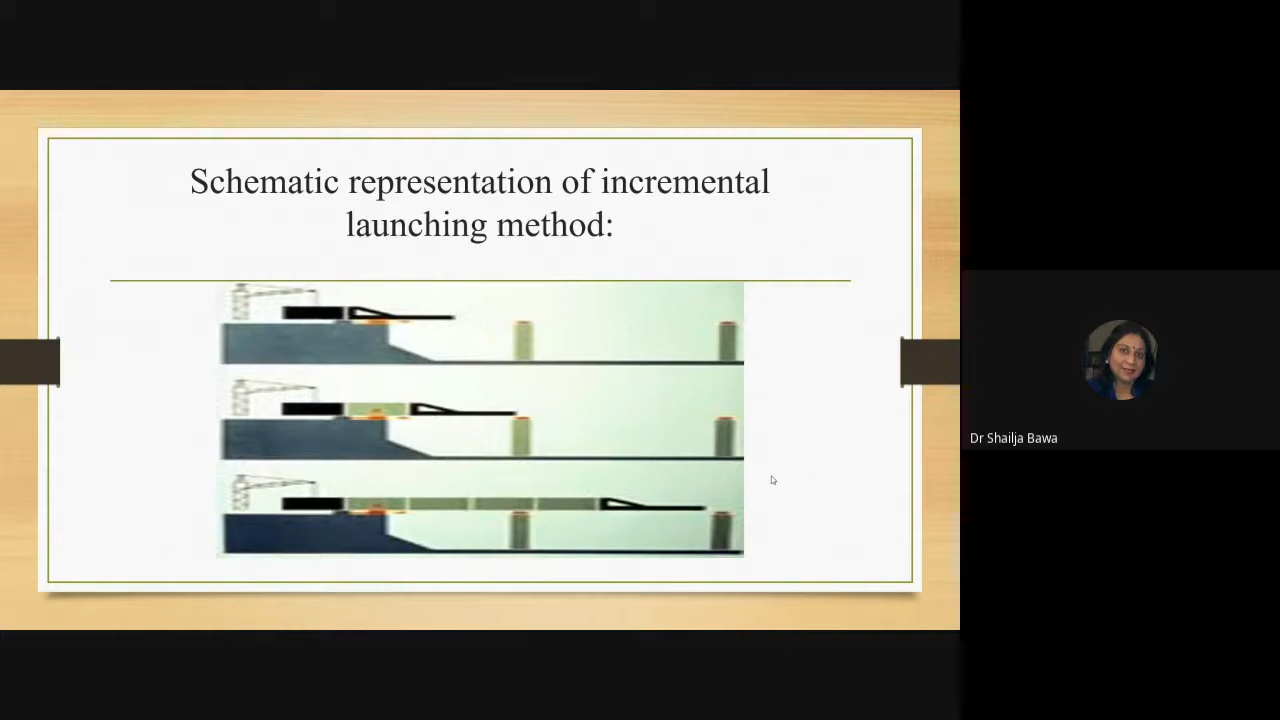 Schematic representation of incremental
launching method:
Dr Shailja Bawa